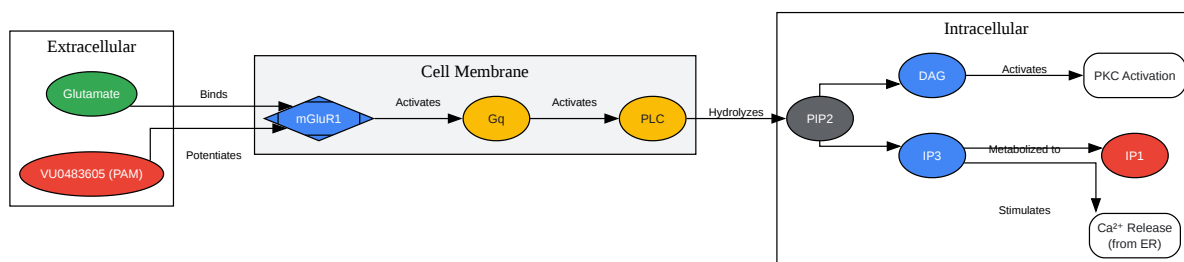 Extracellular
Glutamate
VU0483605 (PAM)
Binds
Potentiates
Cell Membrane
mGluR1
Activates
Gq
Activates
PLC
Hydrolyzes
Intracellular
PIP2
DAG
Activates
PKC Activation
IP3
Metabolized to
IP1
Stimulates
Ca²⁺ Release
(from ER)